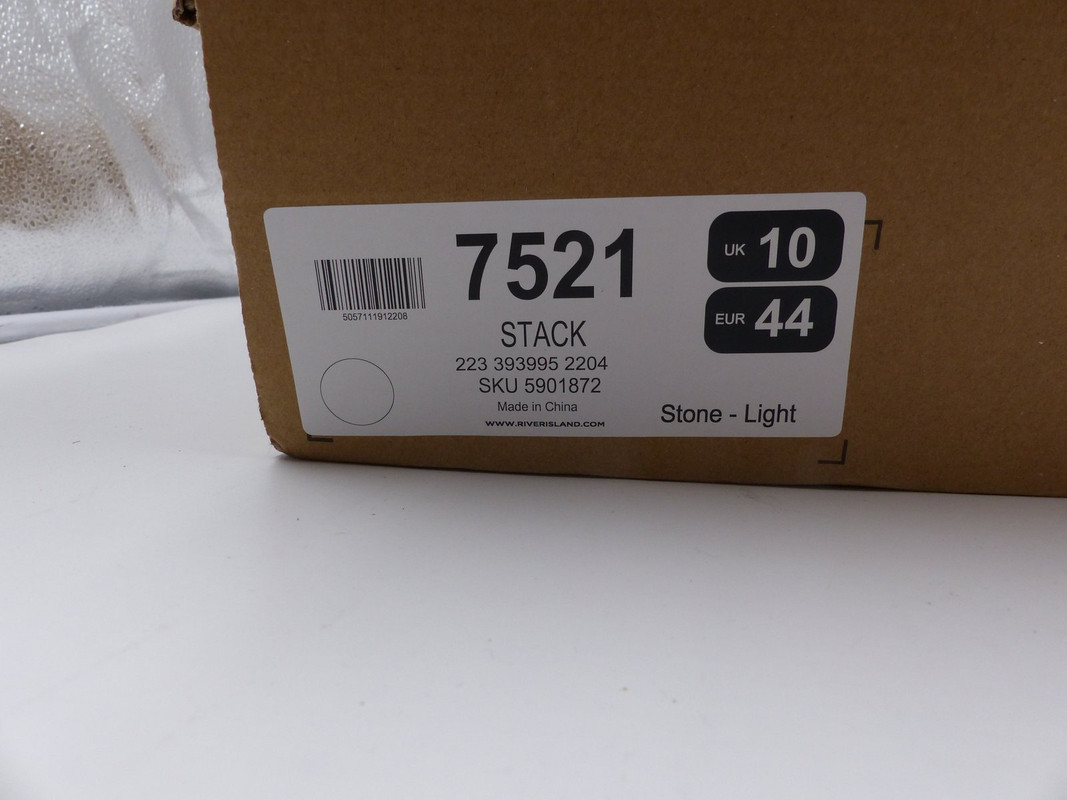 7521
UK 10
EUR 44
5057111912208
STACK
223 393995 2204
SKU 5901872
Made in China
WWW.RIVERISLAND.COM
Stone - Light